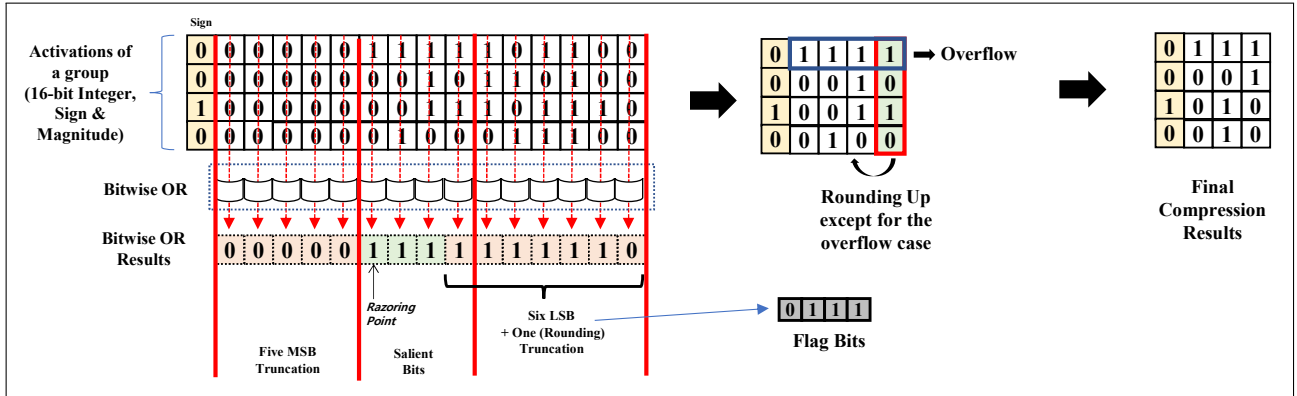 Sign
Activations of
a group
(16-bit Integer,
Sign &
Magnitude)
0 0 0 0 0 0 1 1 1 1 1 0 1 1 0 0
0 0 0 0 0 0 0 0 1 0 1 1 0 1 0 0
1 0 0 0 0 0 0 0 1 1 1 0 1 1 1 0
0 0 0 0 0 0 0 1 0 0 0 1 1 1 0 0
Bitwise OR
Bitwise OR
Results
0 0 0 0 0 1 1 1 1 1 1 1 1 1 0
Razoring
Point
Five MSB
Truncation
Salient
Bits
Six LSB
+ One (Rounding)
Truncation
0 1 1 1 1
0 0 0 1 0
1 0 0 1 1
0 0 1 0 0
Overflow
Rounding Up
except for the
overflow case
0 1 1 1
Flag Bits
0 1 1 1
0 0 0 1
1 0 1 0
0 0 1 0
Final
Compression
Results